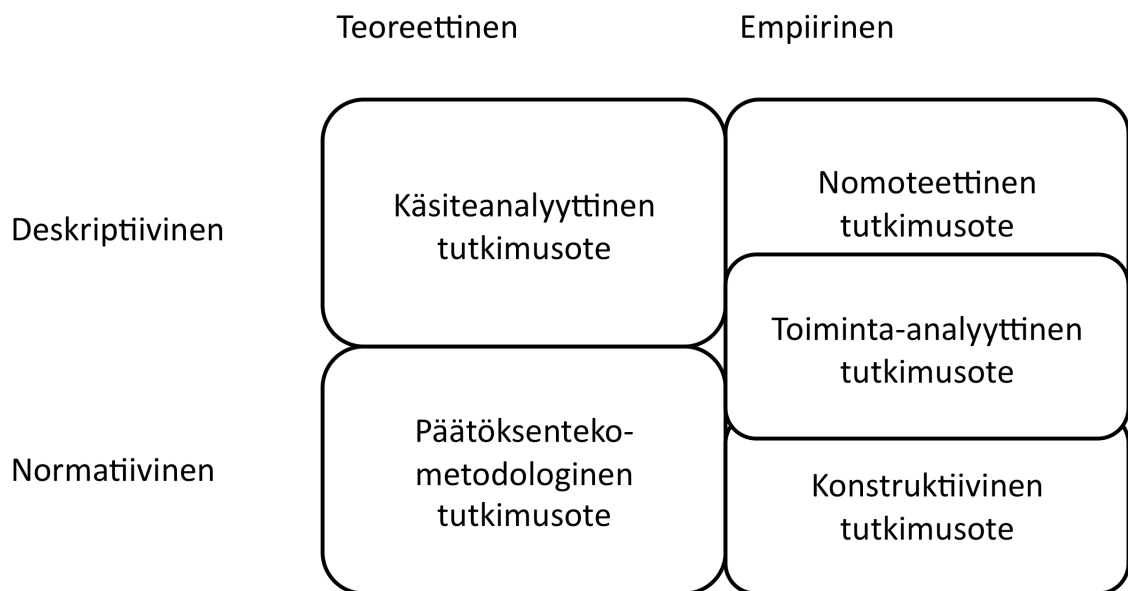 Teoreettinen
Empiirinen
Deskriptiivinen
Käsiteanalyyttinen
tutkimusote
Nomoteettinen
tutkimusote
Toiminta-analyyttinen
tutkimusote
Normatiivinen
Päätöksenteko-
metodologinen
tutkimusote
Konstruktiivinen
tutkimusote